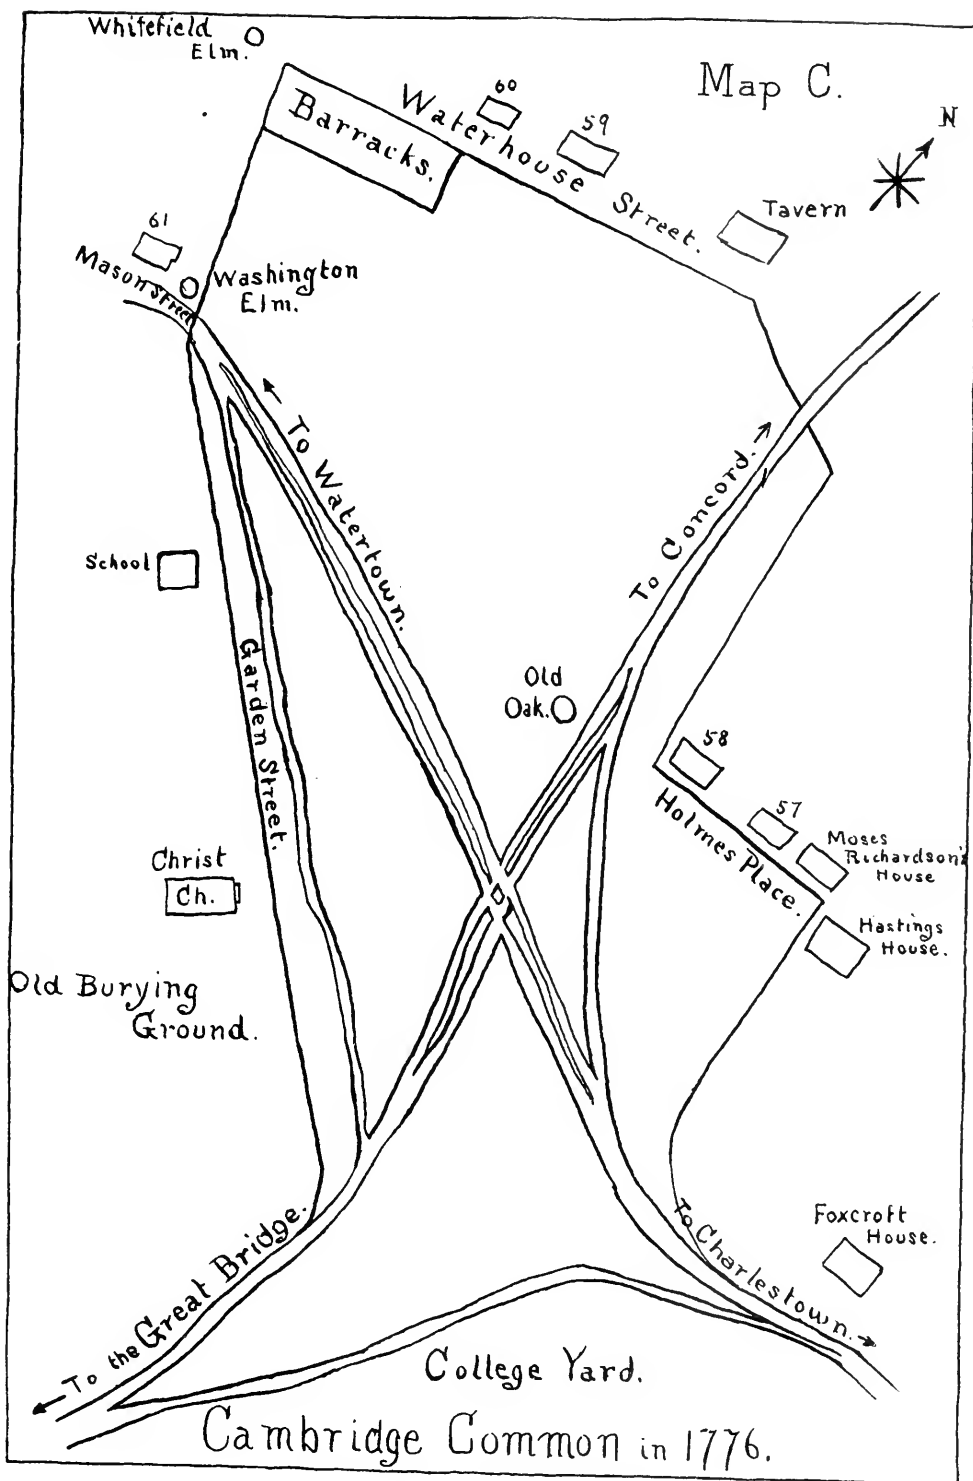 Whitefield
Elm.
Map C.
N
60
59
Waterhouse Street.
Barracks.
Tavern
61
Mason Street
Washington
Elm.
To Watertown.
To Concord.
School
Garden Street.
Old
Oak.
58
57
Holmes Place.
Moses
Richardson's
House
Christ
Ch.
Hastings
House.
Old Burying
Ground.
To the Great Bridge.
To Charlestown.
Foxcroft
House.
College Yard.
Cambridge Common in 1776.